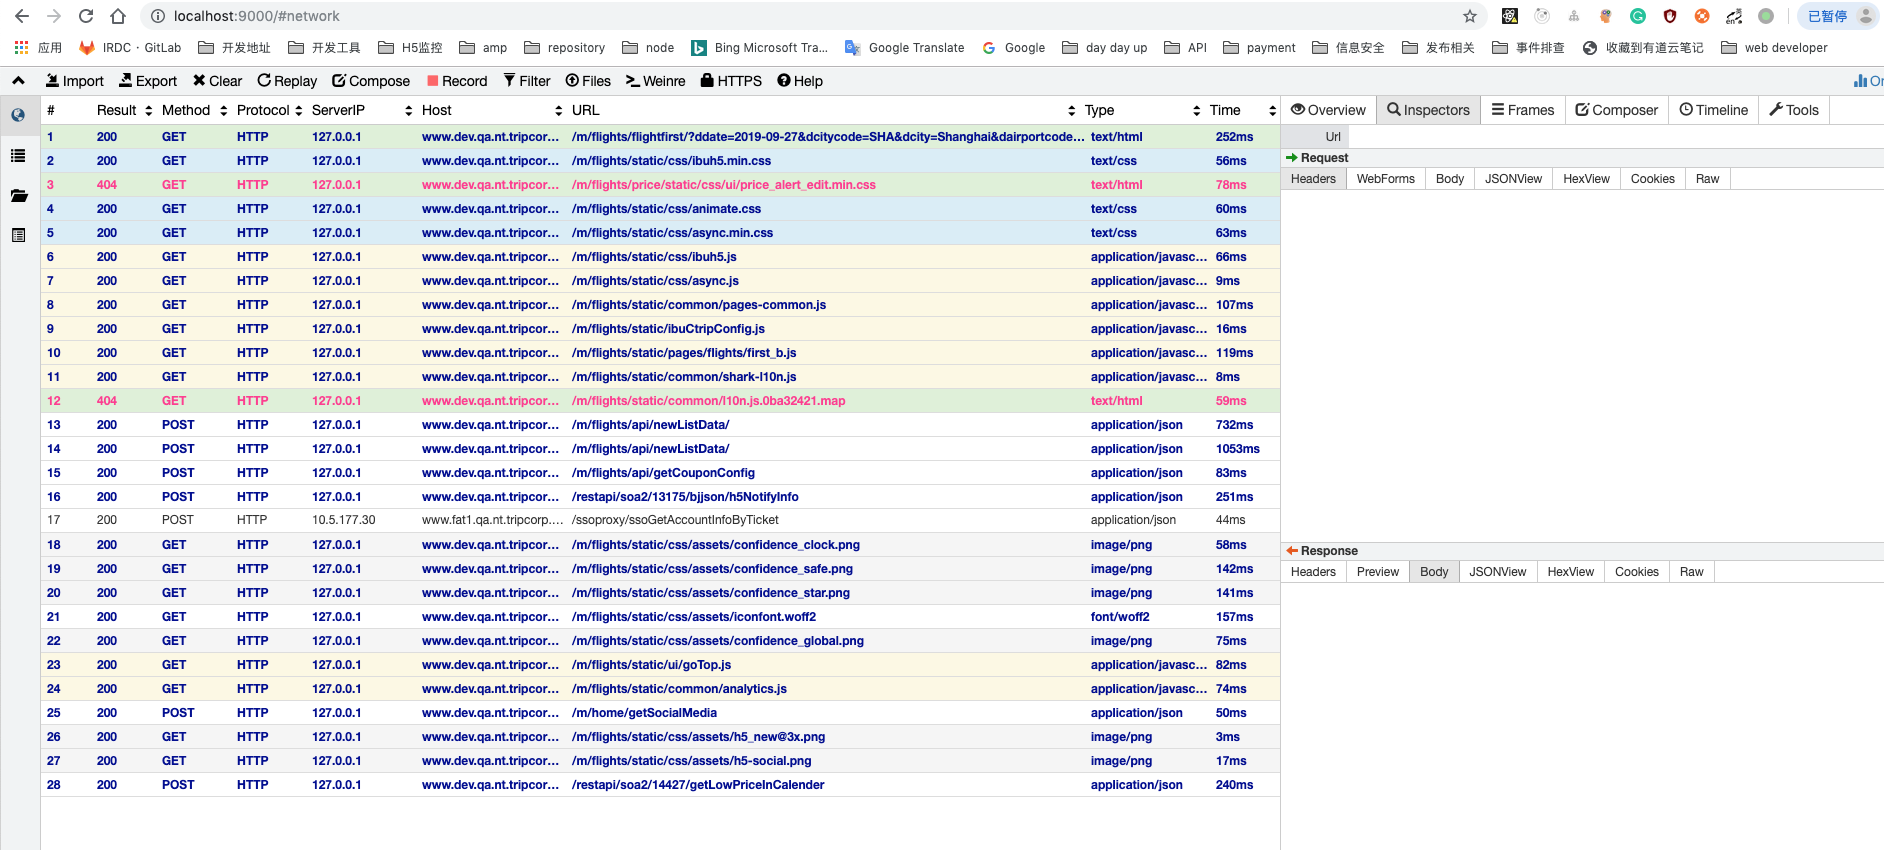 localhost:9000/#network
已暂停
应用 IRDC · GitLab 开发地址 开发工具 H5监控 amp repository node Bing Microsoft Tra... Google Translate Google day day up API payment 信息安全 发布相关 事件排查 收藏到有道云笔记 web developer
Import Export Clear Replay Compose Record Filter Files Weinre HTTPS Help
# Result Method Protocol ServerIP Host URL Type Time
1 200 GET HTTP 127.0.0.1 www.dev.qa.nt.tripcor... /m/flights/flightfirst/?ddate=2019-09-27&dcitycode=SHA&dcity=Shanghai&dairportcode... text/html 252ms
2 200 GET HTTP 127.0.0.1 www.dev.qa.nt.tripcor... /m/flights/static/css/ibuh5.min.css text/css 56ms
3 404 GET HTTP 127.0.0.1 www.dev.qa.nt.tripcor... /m/flights/price/static/css/ui/price_alert_edit.min.css text/html 78ms
4 200 GET HTTP 127.0.0.1 www.dev.qa.nt.tripcor... /m/flights/static/css/animate.css text/css 60ms
5 200 GET HTTP 127.0.0.1 www.dev.qa.nt.tripcor... /m/flights/static/css/async.min.css text/css 63ms
6 200 GET HTTP 127.0.0.1 www.dev.qa.nt.tripcor... /m/flights/static/css/ibuh5.js application/javasc... 66ms
7 200 GET HTTP 127.0.0.1 www.dev.qa.nt.tripcor... /m/flights/static/css/async.js application/javasc... 9ms
8 200 GET HTTP 127.0.0.1 www.dev.qa.nt.tripcor... /m/flights/static/common/pages-common.js application/javasc... 107ms
9 200 GET HTTP 127.0.0.1 www.dev.qa.nt.tripcor... /m/flights/static/ibuCtripConfig.js application/javasc... 16ms
10 200 GET HTTP 127.0.0.1 www.dev.qa.nt.tripcor... /m/flights/static/pages/flights/first_b.js application/javasc... 119ms
11 200 GET HTTP 127.0.0.1 www.dev.qa.nt.tripcor... /m/flights/static/common/shark-l10n.js application/javasc... 8ms
12 404 GET HTTP 127.0.0.1 www.dev.qa.nt.tripcor... /m/flights/static/common/l10n.js.0ba32421.map text/html 59ms
13 200 POST HTTP 127.0.0.1 www.dev.qa.nt.tripcor... /m/flights/api/newListData/ application/json 732ms
14 200 POST HTTP 127.0.0.1 www.dev.qa.nt.tripcor... /m/flights/api/newListData/ application/json 1053ms
15 200 POST HTTP 127.0.0.1 www.dev.qa.nt.tripcor... /m/flights/api/getCouponConfig application/json 83ms
16 200 POST HTTP 127.0.0.1 www.dev.qa.nt.tripcor... /restapi/soa2/13175/bjjson/h5NotifyInfo application/json 251ms
17 200 POST HTTP 10.5.177.30 www.fat1.qa.nt.tripcorp.... /ssoproxy/ssoGetAccountInfoByTicket application/json 44ms
18 200 GET HTTP 127.0.0.1 www.dev.qa.nt.tripcor... /m/flights/static/css/assets/confidence_clock.png image/png 58ms
19 200 GET HTTP 127.0.0.1 www.dev.qa.nt.tripcor... /m/flights/static/css/assets/confidence_safe.png image/png 142ms
20 200 GET HTTP 127.0.0.1 www.dev.qa.nt.tripcor... /m/flights/static/css/assets/confidence_star.png image/png 141ms
21 200 GET HTTP 127.0.0.1 www.dev.qa.nt.tripcor... /m/flights/static/css/assets/iconfont.woff2 font/woff2 157ms
22 200 GET HTTP 127.0.0.1 www.dev.qa.nt.tripcor... /m/flights/static/css/assets/confidence_global.png image/png 75ms
23 200 GET HTTP 127.0.0.1 www.dev.qa.nt.tripcor... /m/flights/static/ui/goTop.js application/javasc... 82ms
24 200 GET HTTP 127.0.0.1 www.dev.qa.nt.tripcor... /m/flights/static/common/analytics.js application/javasc... 74ms
25 200 POST HTTP 127.0.0.1 www.dev.qa.nt.tripcor... /m/home/getSocialMedia application/json 50ms
26 200 GET HTTP 127.0.0.1 www.dev.qa.nt.tripcor... /m/flights/static/css/assets/h5_new@3x.png image/png 3ms
27 200 GET HTTP 127.0.0.1 www.dev.qa.nt.tripcor... /m/flights/static/css/assets/h5-social.png image/png 17ms
28 200 POST HTTP 127.0.0.1 www.dev.qa.nt.tripcor... /restapi/soa2/14427/getLowPriceInCalender application/json 240ms
Overview Inspectors Frames Composer Timeline Tools
Url
Request
Headers WebForms Body JSONView HexView Cookies Raw
Response
Headers Preview Body JSONView HexView Cookies Raw